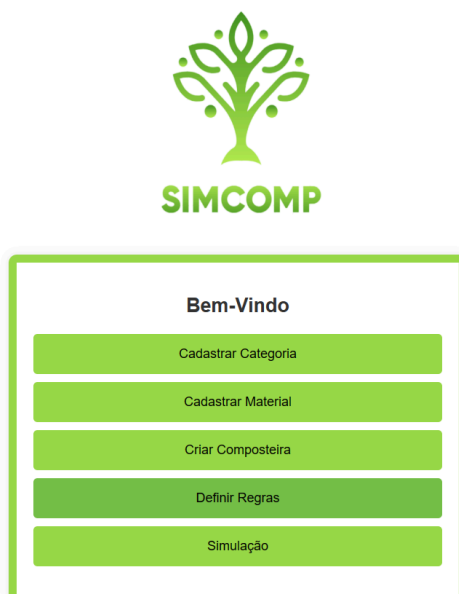 SIMCOMP
Bem-Vindo
Cadastrar Categoria
Cadastrar Material
Criar Composteira
Definir Regras
Simulação